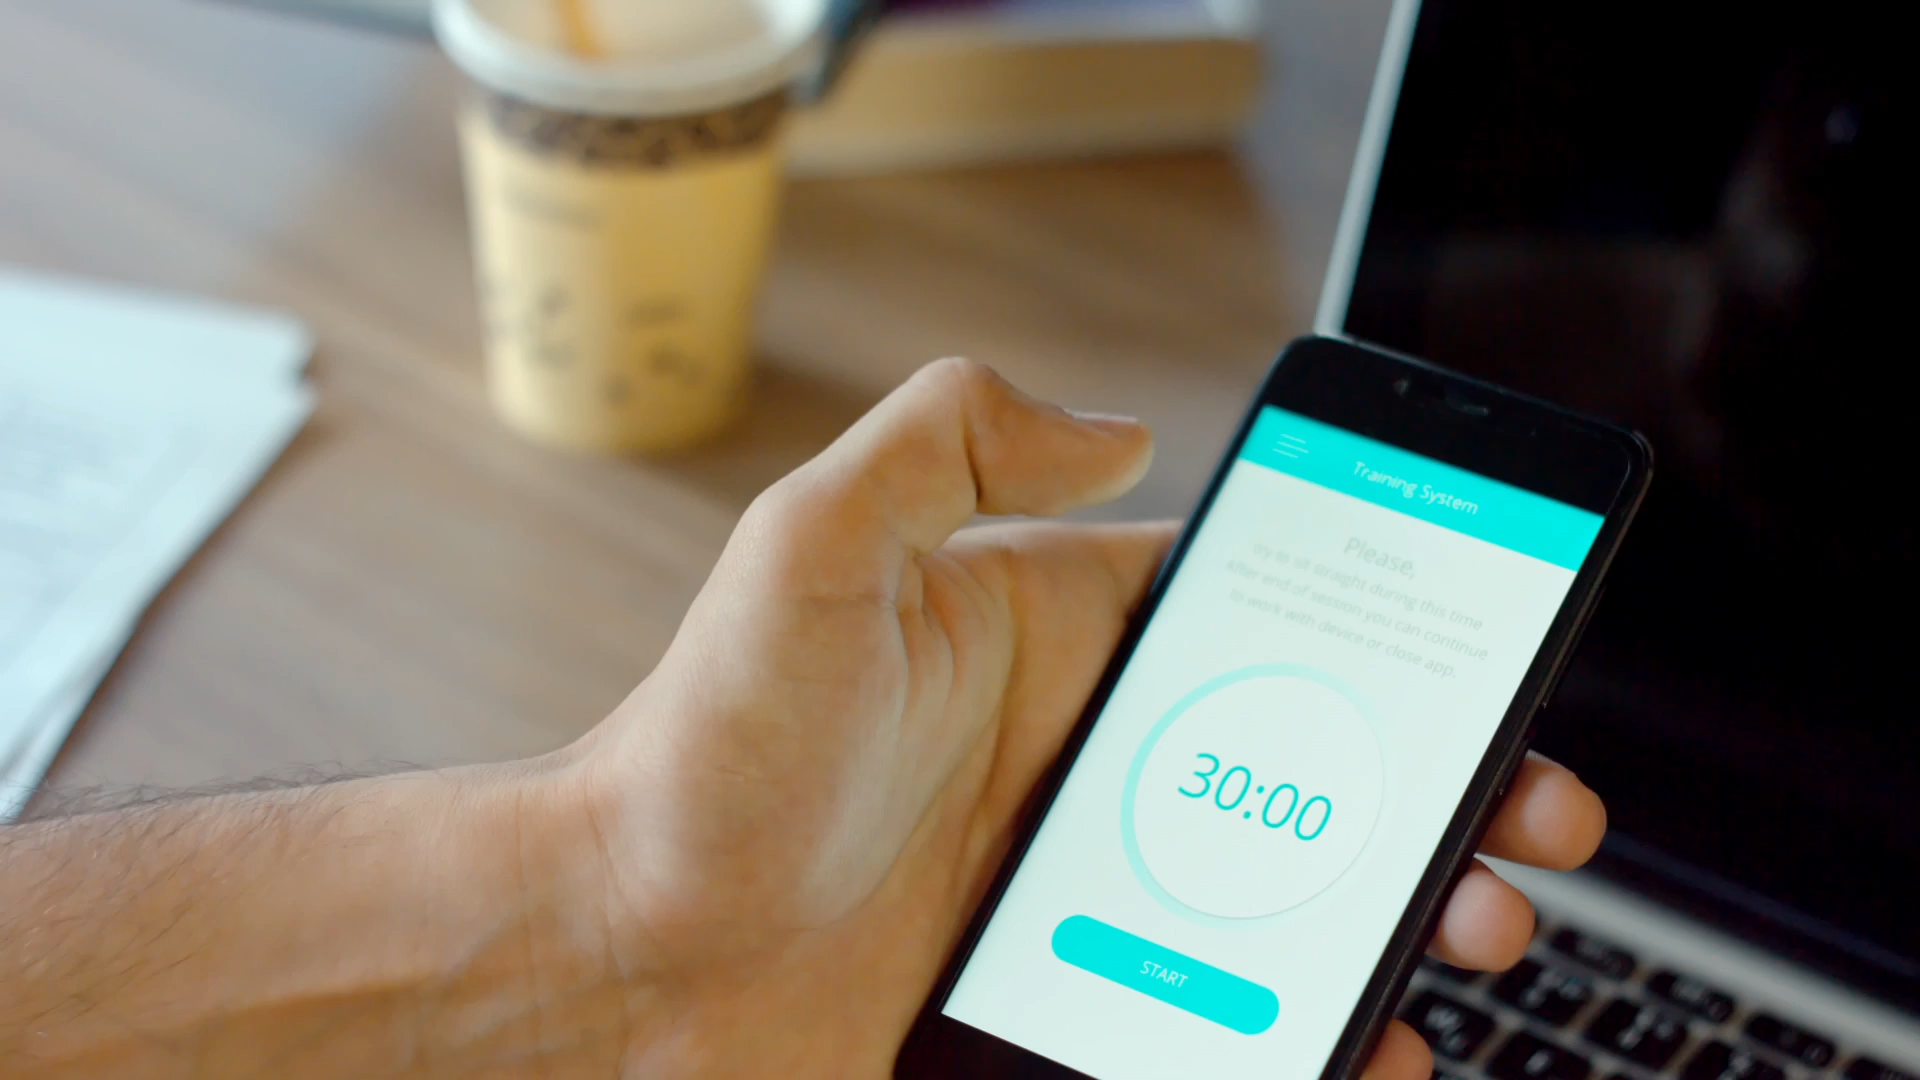 Training System
Please,
try to sit straight during this time
After end of session you can continue
to work with device or close app.
30:00
START